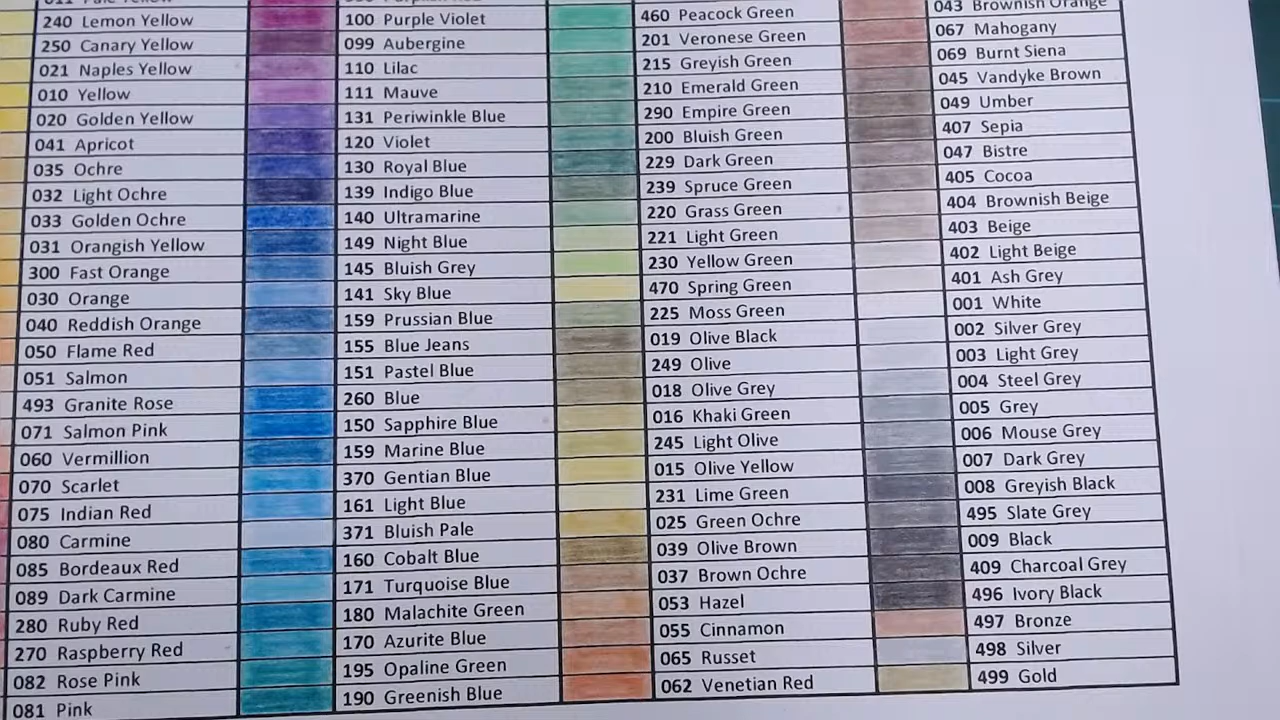 011 Pale Yellow
240 Lemon Yellow
250 Canary Yellow
021 Naples Yellow
010 Yellow
020 Golden Yellow
041 Apricot
035 Ochre
032 Light Ochre
033 Golden Ochre
031 Orangish Yellow
300 Fast Orange
030 Orange
040 Reddish Orange
050 Flame Red
051 Salmon
493 Granite Rose
071 Salmon Pink
060 Vermillion
070 Scarlet
075 Indian Red
080 Carmine
085 Bordeaux Red
089 Dark Carmine
280 Ruby Red
270 Raspberry Red
082 Rose Pink
081 Pink
100 Purple Violet
099 Aubergine
110 Lilac
111 Mauve
131 Periwinkle Blue
120 Violet
130 Royal Blue
139 Indigo Blue
140 Ultramarine
149 Night Blue
145 Bluish Grey
141 Sky Blue
159 Prussian Blue
155 Blue Jeans
151 Pastel Blue
260 Blue
150 Sapphire Blue
159 Marine Blue
370 Gentian Blue
161 Light Blue
371 Bluish Pale
160 Cobalt Blue
171 Turquoise Blue
180 Malachite Green
170 Azurite Blue
195 Opaline Green
190 Greenish Blue
460 Peacock Green
201 Veronese Green
215 Greyish Green
210 Emerald Green
290 Empire Green
200 Bluish Green
229 Dark Green
239 Spruce Green
220 Grass Green
221 Light Green
230 Yellow Green
470 Spring Green
225 Moss Green
019 Olive Black
249 Olive
018 Olive Grey
016 Khaki Green
245 Light Olive
015 Olive Yellow
231 Lime Green
025 Green Ochre
039 Olive Brown
037 Brown Ochre
053 Hazel
055 Cinnamon
065 Russet
062 Venetian Red
043 Brownish Orange
067 Mahogany
069 Burnt Siena
045 Vandyke Brown
049 Umber
407 Sepia
047 Bistre
405 Cocoa
404 Brownish Beige
403 Beige
402 Light Beige
401 Ash Grey
001 White
002 Silver Grey
003 Light Grey
004 Steel Grey
005 Grey
006 Mouse Grey
007 Dark Grey
008 Greyish Black
495 Slate Grey
009 Black
409 Charcoal Grey
496 Ivory Black
497 Bronze
498 Silver
499 Gold